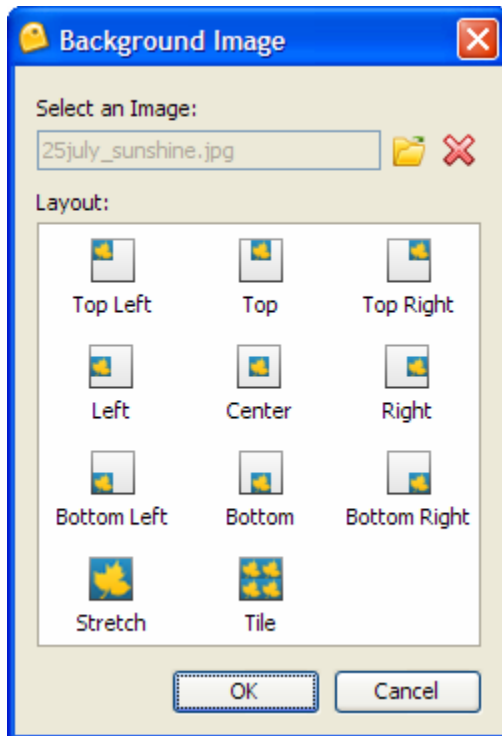 Background Image
Select an Image:
25july_sunshine.jpg
Layout:
Top Left Top Top Right
Left Center Right
Bottom Left Bottom Bottom Right
Stretch Tile
OK Cancel